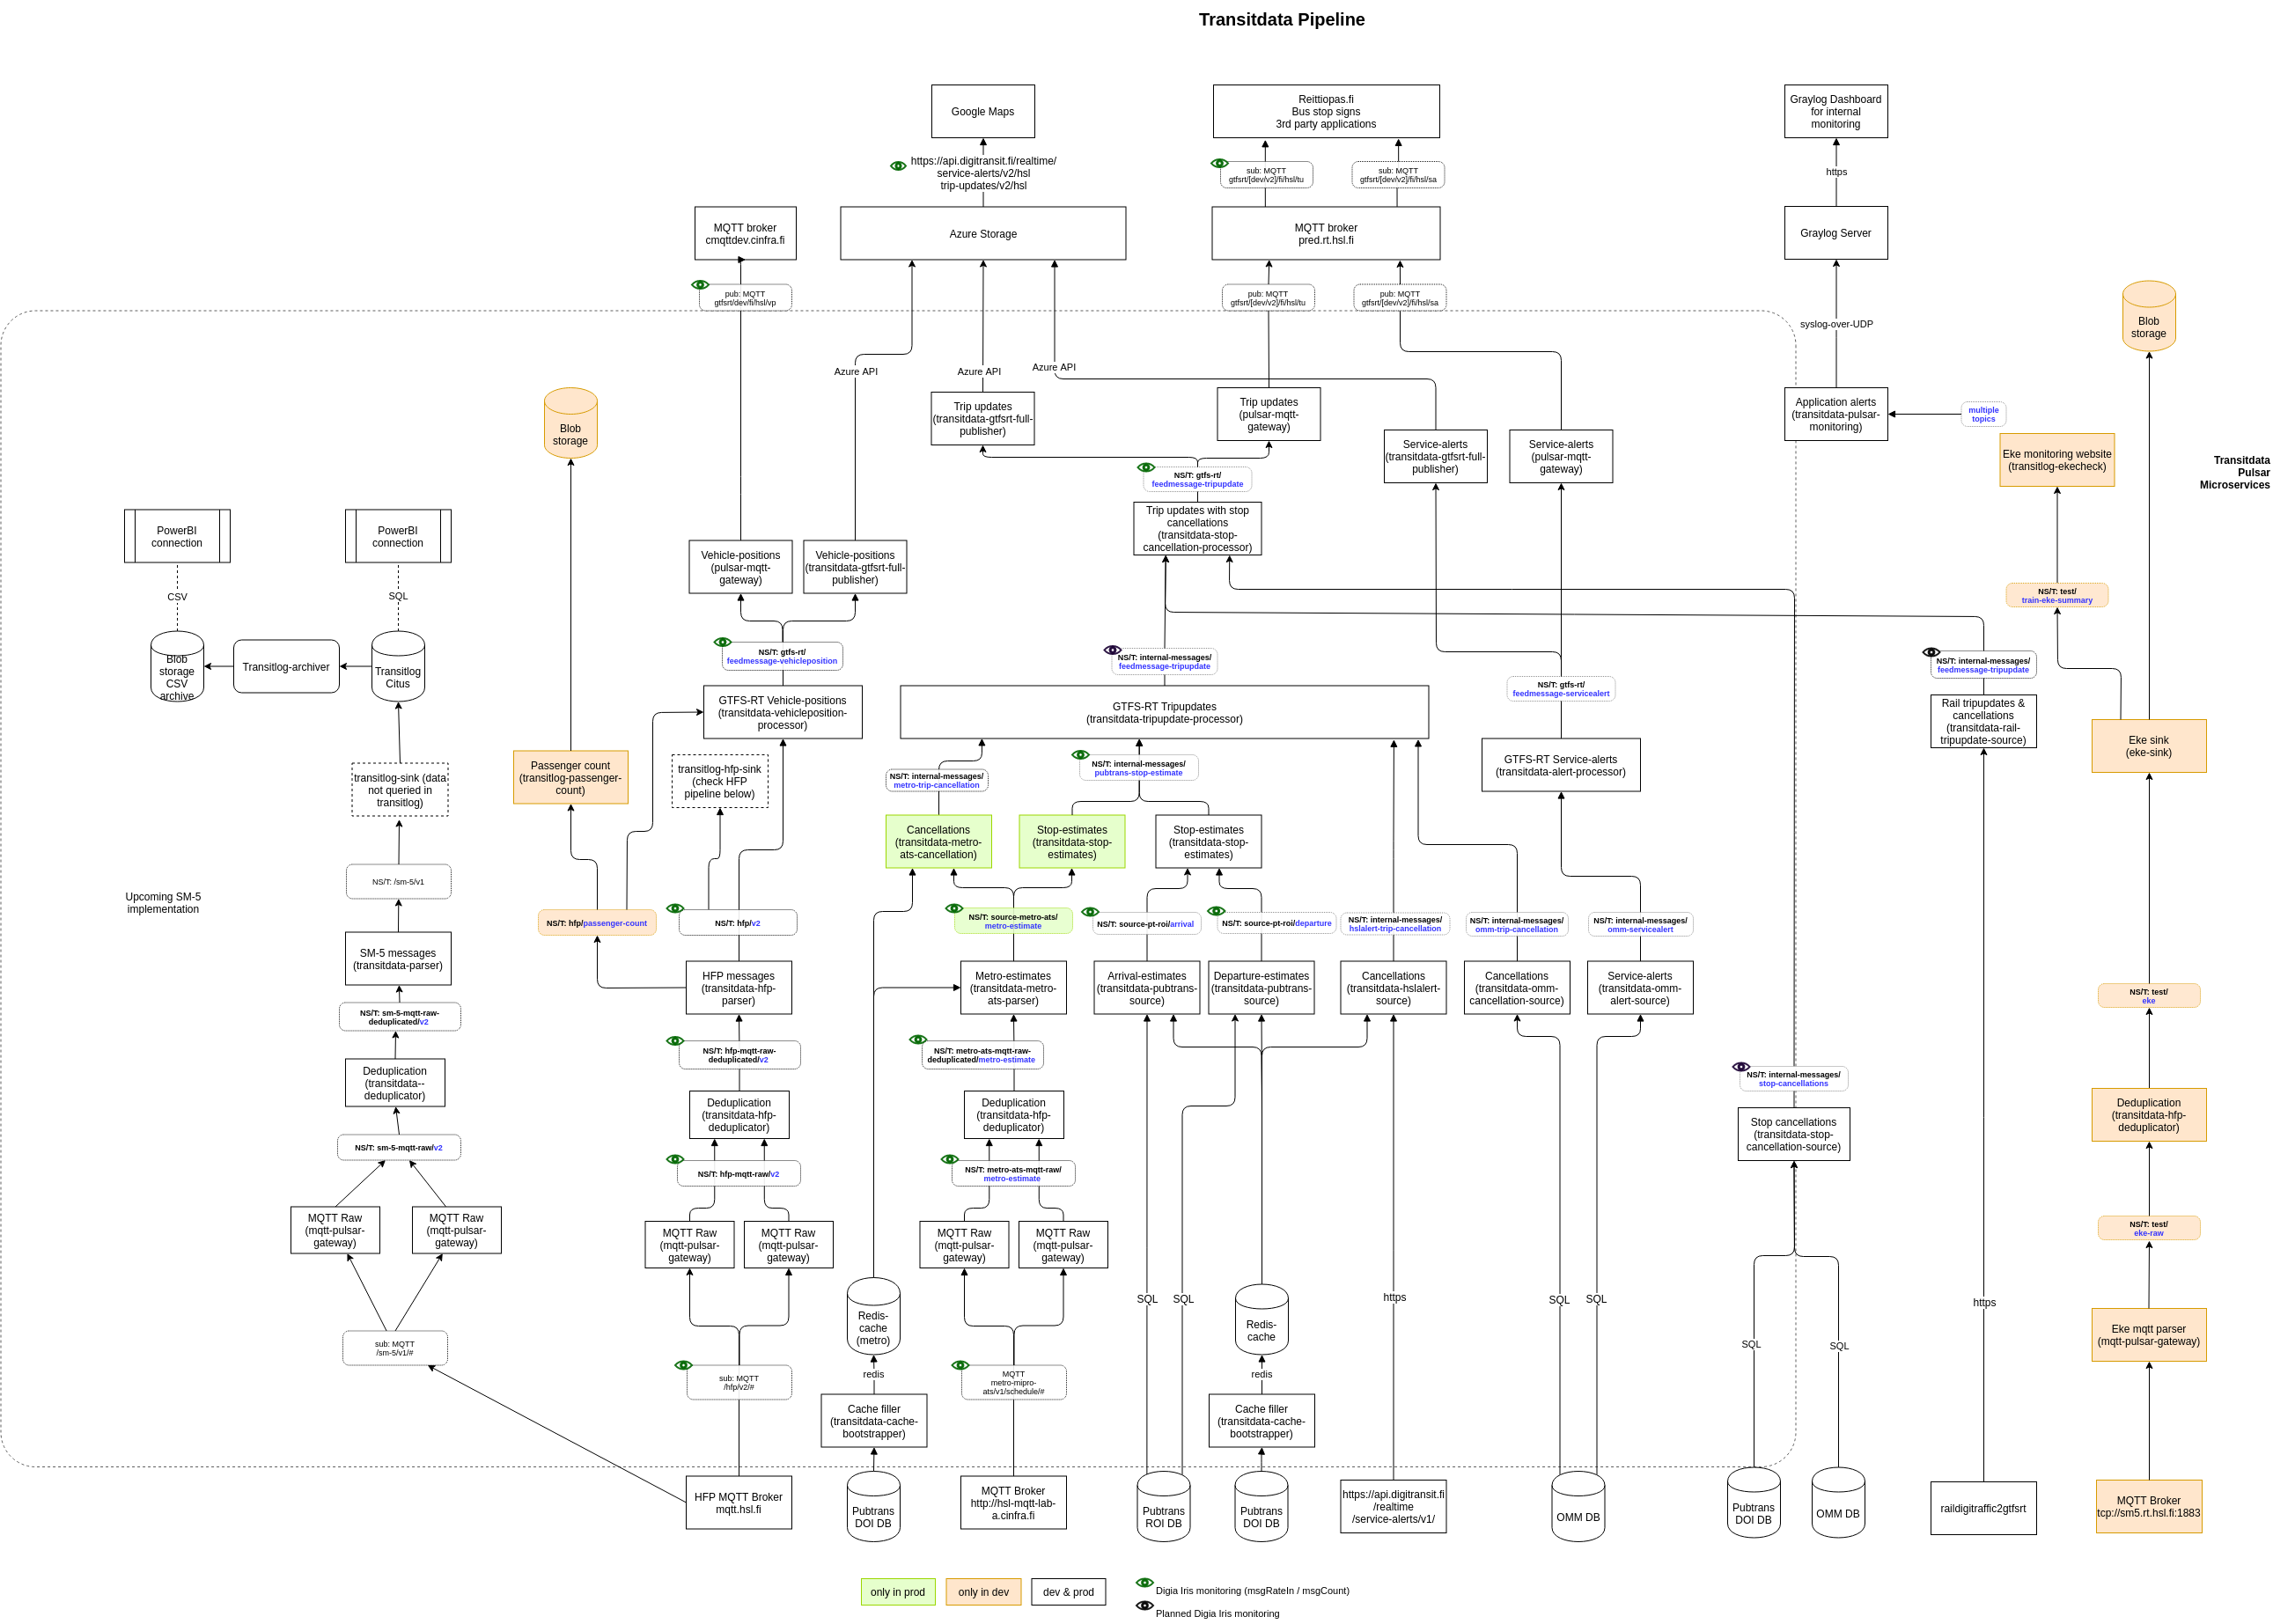 Transitdata Pipeline
Google Maps
Reittiopas.fi
Bus stop signs
3rd party applications
Graylog Dashboard
for internal
monitoring
https://api.digitransit.fi/realtime/
service-alerts/v2/hsl
trip-updates/v2/hsl
sub: MQTT
gtfsrt/[dev/v2]/fi/hsl/tu
sub: MQTT
gtfsrt/[dev/v2]/fi/hsl/sa
https
MQTT broker
cmqttdev.cinfra.fi
Azure Storage
MQTT broker
pred.rt.hsl.fi
Graylog Server
pub: MQTT
gtfsrt/dev/fi/hsl/vp
pub: MQTT
gtfsrt/[dev/v2]/fi/hsl/tu
pub: MQTT
gtfsrt/[dev/v2]/fi/hsl/sa
syslog-over-UDP
Blob
storage
Azure API
Azure API
Azure API
Blob
storage
Trip updates
(transitdata-gtfsrt-full-
publisher)
Trip updates
(pulsar-mqtt-
gateway)
Service-alerts
(transitdata-gtfsrt-full-
publisher)
Service-alerts
(pulsar-mqtt-
gateway)
Application alerts
(transitdata-pulsar-
monitoring)
multiple
topics
Eke monitoring website
(transitlog-ekecheck)
Transitdata
Pulsar
Microservices
NS/T: gtfs-rt/
feedmessage-tripupdate
Trip updates with stop
cancellations
(transitdata-stop-
cancellation-processor)
PowerBI
connection
PowerBI
connection
Vehicle-positions
(pulsar-mqtt-
gateway)
Vehicle-positions
(transitdata-gtfsrt-full-
publisher)
CSV
SQL
NS/T: test/
train-eke-summary
Blob
storage
CSV
archive
Transitlog-archiver
Transitlog
Citus
NS/T: gtfs-rt/
feedmessage-vehicleposition
NS/T: internal-messages/
feedmessage-tripupdate
NS/T: gtfs-rt/
feedmessage-servicealert
NS/T: internal-messages/
feedmessage-tripupdate
GTFS-RT Vehicle-positions
(transitdata-vehicleposition-
processor)
GTFS-RT Tripupdates
(transitdata-tripupdate-processor)
Rail tripupdates &
cancellations
(transitdata-rail-
tripupdate-source)
Eke sink
(eke-sink)
transitlog-sink (data
not queried in
transitlog)
Passenger count
(transitlog-passenger-
count)
transitlog-hfp-sink
(check HFP
pipeline below)
NS/T: internal-messages/
metro-trip-cancellation
NS/T: internal-messages/
pubtrans-stop-estimate
GTFS-RT Service-alerts
(transitdata-alert-processor)
Cancellations
(transitdata-metro-
ats-cancellation)
Stop-estimates
(transitdata-stop-
estimates)
Stop-estimates
(transitdata-stop-
estimates)
NS/T: /sm-5/v1
Upcoming SM-5
implementation
NS/T: hfp/passenger-count
NS/T: hfp/v2
NS/T: source-metro-ats/
metro-estimate
NS/T: source-pt-roi/arrival
NS/T: source-pt-roi/departure
NS/T: internal-messages/
hslalert-trip-cancellation
NS/T: internal-messages/
omm-trip-cancellation
NS/T: internal-messages/
omm-servicealert
SM-5 messages
(transitdata-parser)
HFP messages
(transitdata-hfp-
parser)
Metro-estimates
(transitdata-metro-
ats-parser)
Arrival-estimates
(transitdata-pubtrans-
source)
Departure-estimates
(transitdata-pubtrans-
source)
Cancellations
(transitdata-hslalert-
source)
Cancellations
(transitdata-omm-
cancellation-source)
Service-alerts
(transitdata-omm-
alert-source)
NS/T: test/
eke
NS/T: sm-5-mqtt-raw-
deduplicated/v2
NS/T: hfp-mqtt-raw-
deduplicated/v2
NS/T: metro-ats-mqtt-raw-
deduplicated/metro-estimate
NS/T: internal-messages/
stop-cancellations
Deduplication
(transitdata--
deduplicator)
Deduplication
(transitdata-hfp-
deduplicator)
Deduplication
(transitdata-hfp-
deduplicator)
Stop cancellations
(transitdata-stop-
cancellation-source)
Deduplication
(transitdata-hfp-
deduplicator)
NS/T: sm-5-mqtt-raw/v2
NS/T: hfp-mqtt-raw/v2
NS/T: metro-ats-mqtt-raw/
metro-estimate
NS/T: test/
eke-raw
MQTT Raw
(mqtt-pulsar-
gateway)
MQTT Raw
(mqtt-pulsar-
gateway)
MQTT Raw
(mqtt-pulsar-
gateway)
MQTT Raw
(mqtt-pulsar-
gateway)
MQTT Raw
(mqtt-pulsar-
gateway)
MQTT Raw
(mqtt-pulsar-
gateway)
SQL
SQL
https
SQL
SQL
https
Redis-
cache
(metro)
Redis-
cache
Eke mqtt parser
(mqtt-pulsar-gateway)
sub: MQTT
/sm-5/v1/#
SQL
SQL
redis
redis
sub: MQTT
/hfp/v2/#
MQTT
metro-mipro-
ats/v1/schedule/#
Cache filler
(transitdata-cache-
bootstrapper)
Cache filler
(transitdata-cache-
bootstrapper)
HFP MQTT Broker
mqtt.hsl.fi
Pubtrans
DOI DB
MQTT Broker
http://hsl-mqtt-lab-
a.cinfra.fi
Pubtrans
ROI DB
Pubtrans
DOI DB
https://api.digitransit.fi
/realtime
/service-alerts/v1/
OMM DB
Pubtrans
DOI DB
OMM DB
raildigitraffic2gtfsrt
MQTT Broker
tcp://sm5.rt.hsl.fi:1883
only in prod
only in dev
dev & prod
Digia Iris monitoring (msgRateIn / msgCount)
Planned Digia Iris monitoring